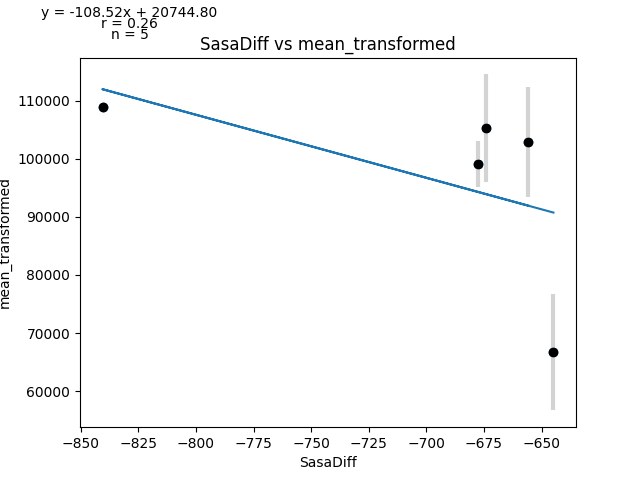 y = -108.52x + 20744.80
r = 0.26
n = 5
SasaDiff vs mean_transformed
110000
100000
90000
80000
70000
60000
mean_transformed
−850 −825 −800 −775 −750 −725 −700 −675 −650
SasaDiff